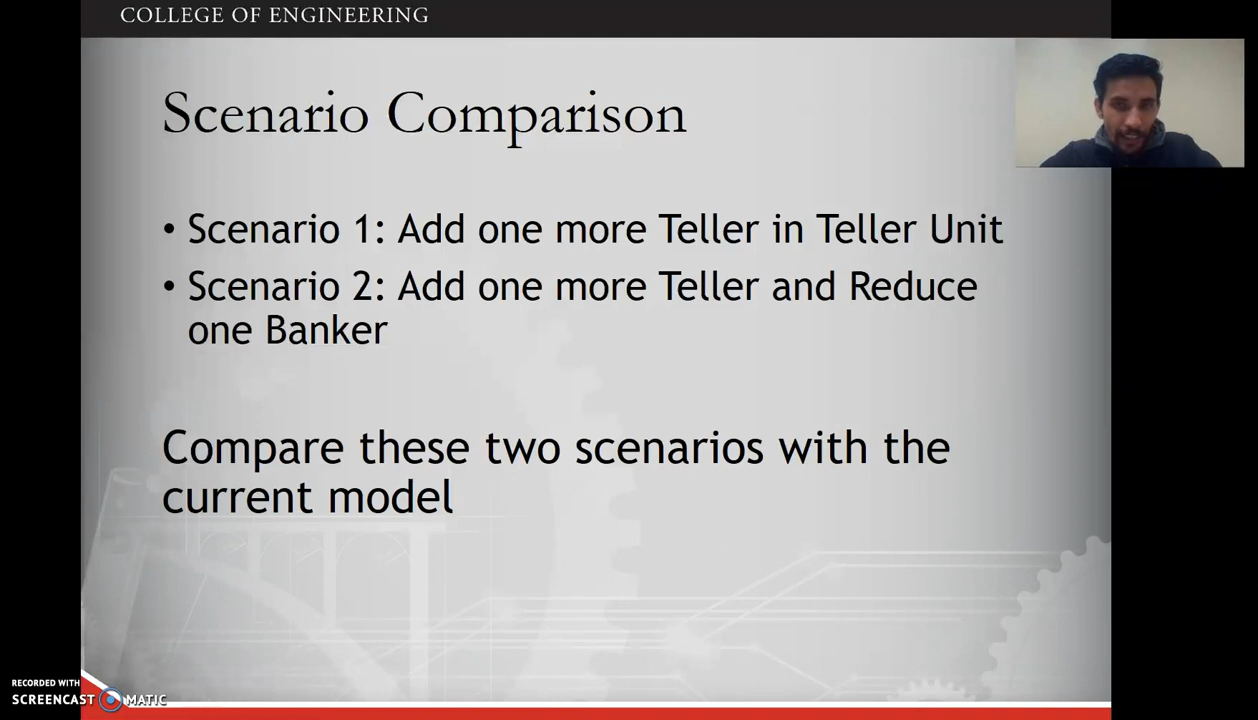 COLLEGE OF ENGINEERING
Scenario Comparison
• Scenario 1: Add one more Teller in Teller Unit
• Scenario 2: Add one more Teller and Reduce
one Banker
Compare these two scenarios with the
current model
RECORDED WITH
SCREENCAST MATIC